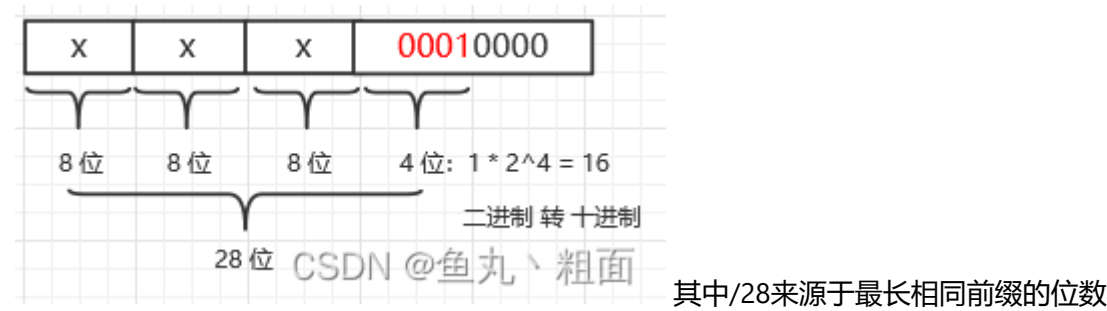 x x x 00010000
8 位 8 位 8 位 4 位: 1 * 2^4 = 16
二进制 转 十进制
28 位
CSDN @鱼丸丶粗面
其中/28来源于最长相同前缀的位数